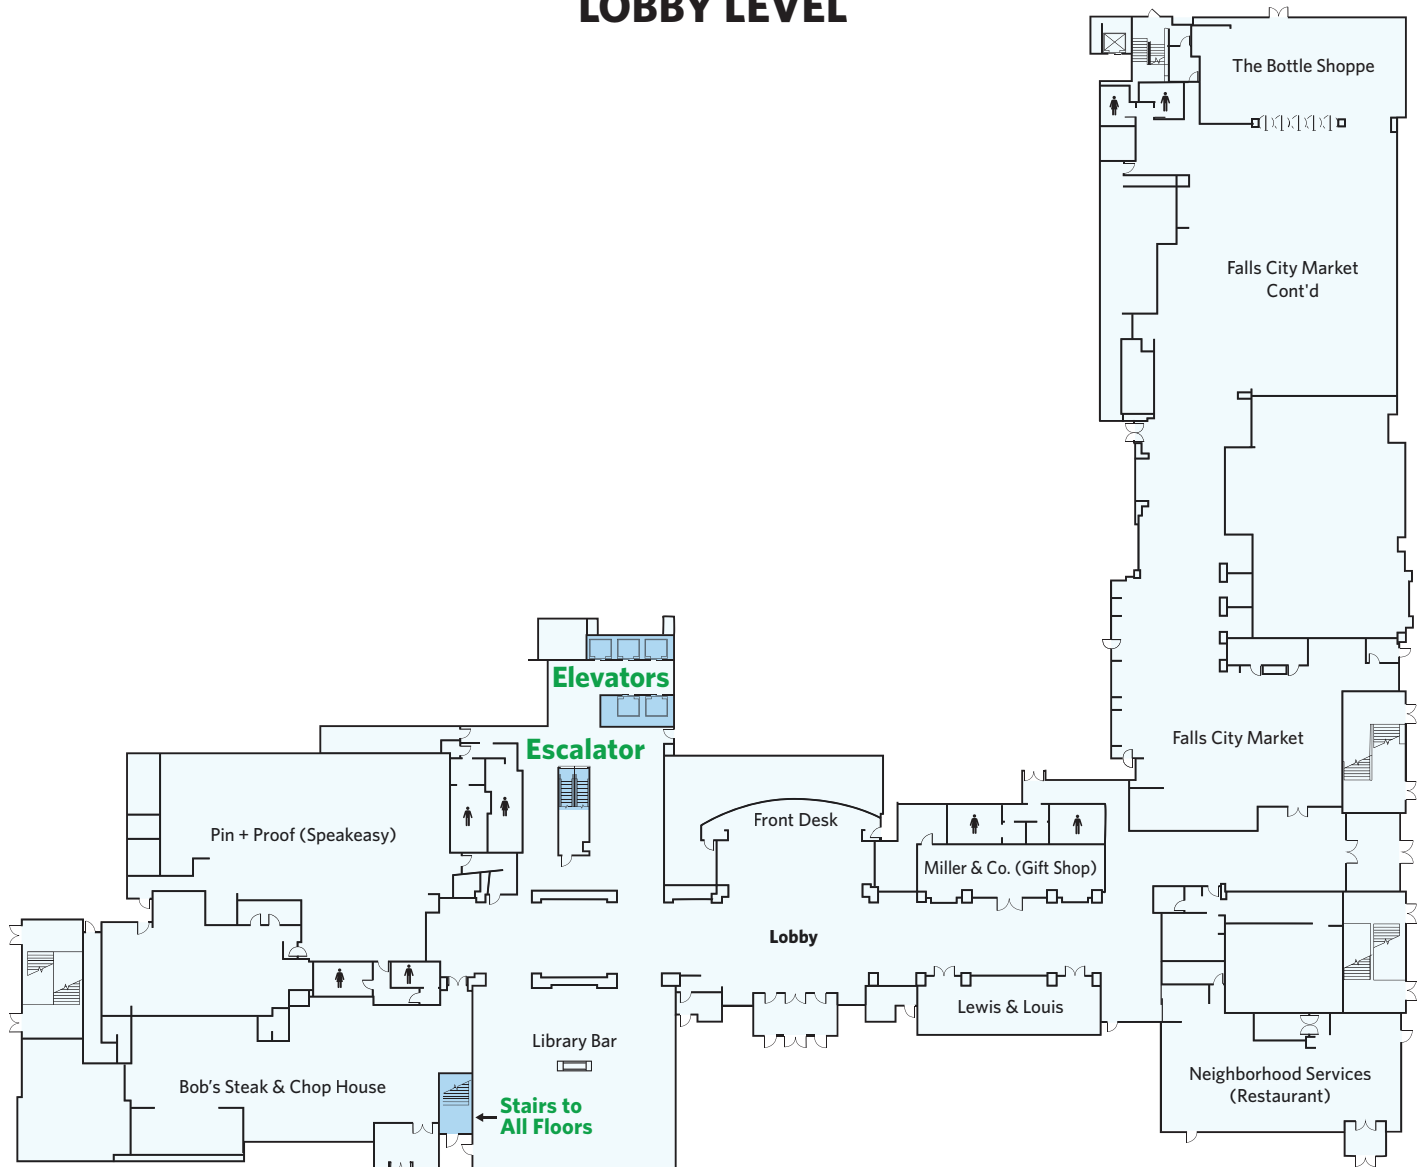 LOBBY LEVEL
The Bottle Shoppe
Falls City Market
Cont'd
Elevators
Escalator
Falls City Market
Pin + Proof (Speakeasy)
Front Desk
Miller & Co. (Gift Shop)
Lobby
Lewis & Louis
Library Bar
Bob's Steak & Chop House
Neighborhood Services
(Restaurant)
Stairs to
All Floors